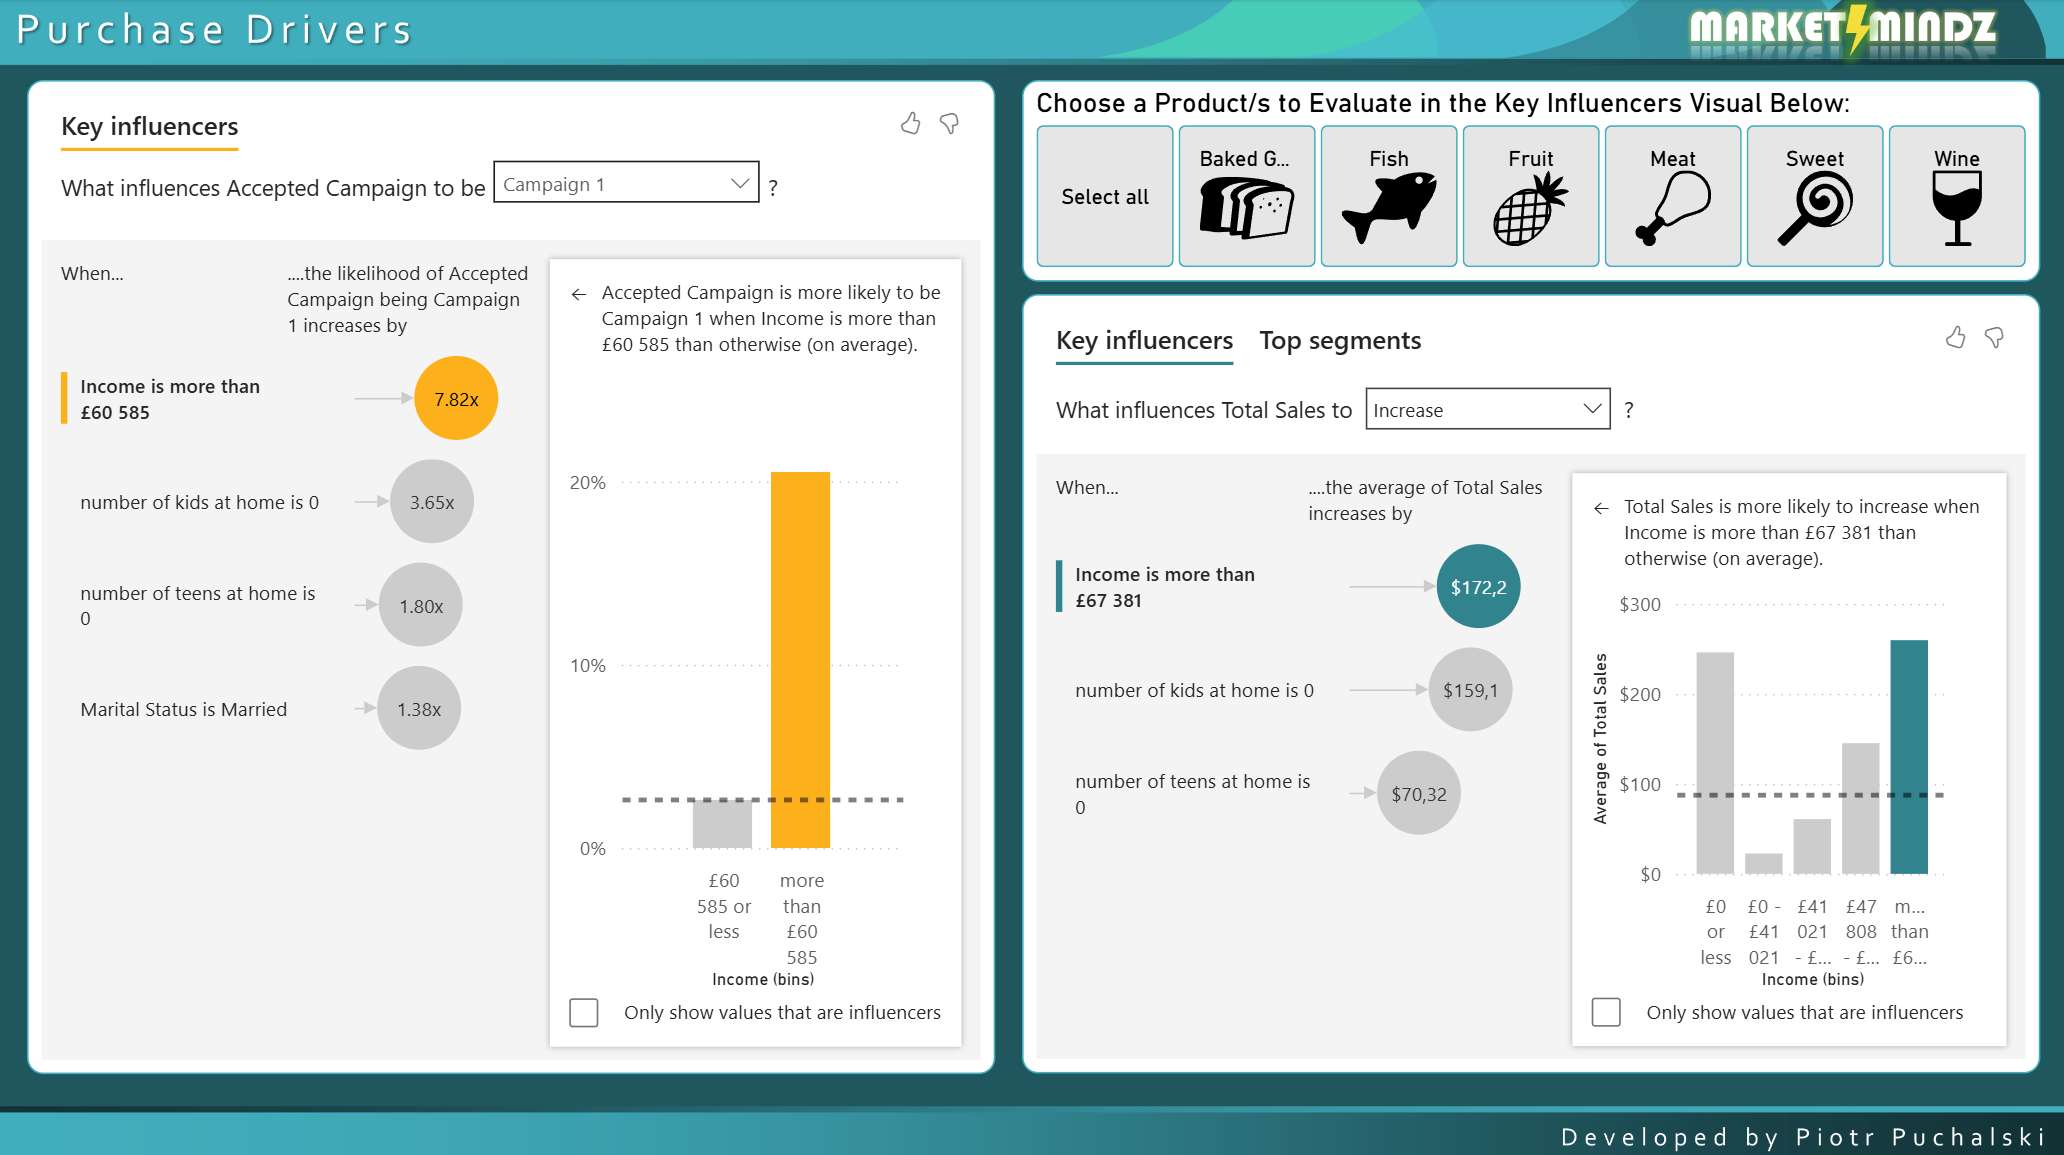 Purchase Drivers
MARKET MINDZ
Key influencers
What influences Accepted Campaign to be
Campaign 1
?
When...
....the likelihood of Accepted
Campaign being Campaign
1 increases by
Income is more than
£60 585
7.82x
number of kids at home is 0
3.65x
number of teens at home is
0
1.80x
Marital Status is Married
1.38x
← Accepted Campaign is more likely to be
Campaign 1 when Income is more than
£60 585 than otherwise (on average).
20%
10%
0%
£60
585 or
less
more
than
£60
585
Income (bins)
Only show values that are influencers
Choose a Product/s to Evaluate in the Key Influencers Visual Below:
Select all
Baked G...
Fish
Fruit
Meat
Sweet
Wine
Key influencers
Top segments
What influences Total Sales to
Increase
?
When...
....the average of Total Sales
increases by
Income is more than
£67 381
$172,2
number of kids at home is 0
$159,1
number of teens at home is
0
$70,32
← Total Sales is more likely to increase when
Income is more than £67 381 than
otherwise (on average).
Average of Total Sales
$300
$200
$100
$0
£0
or
less
£0 -
£41
021
£41
021
- £...
£47
808
- £...
m...
than
£6...
Income (bins)
Only show values that are influencers
Developed by Piotr Puchalski